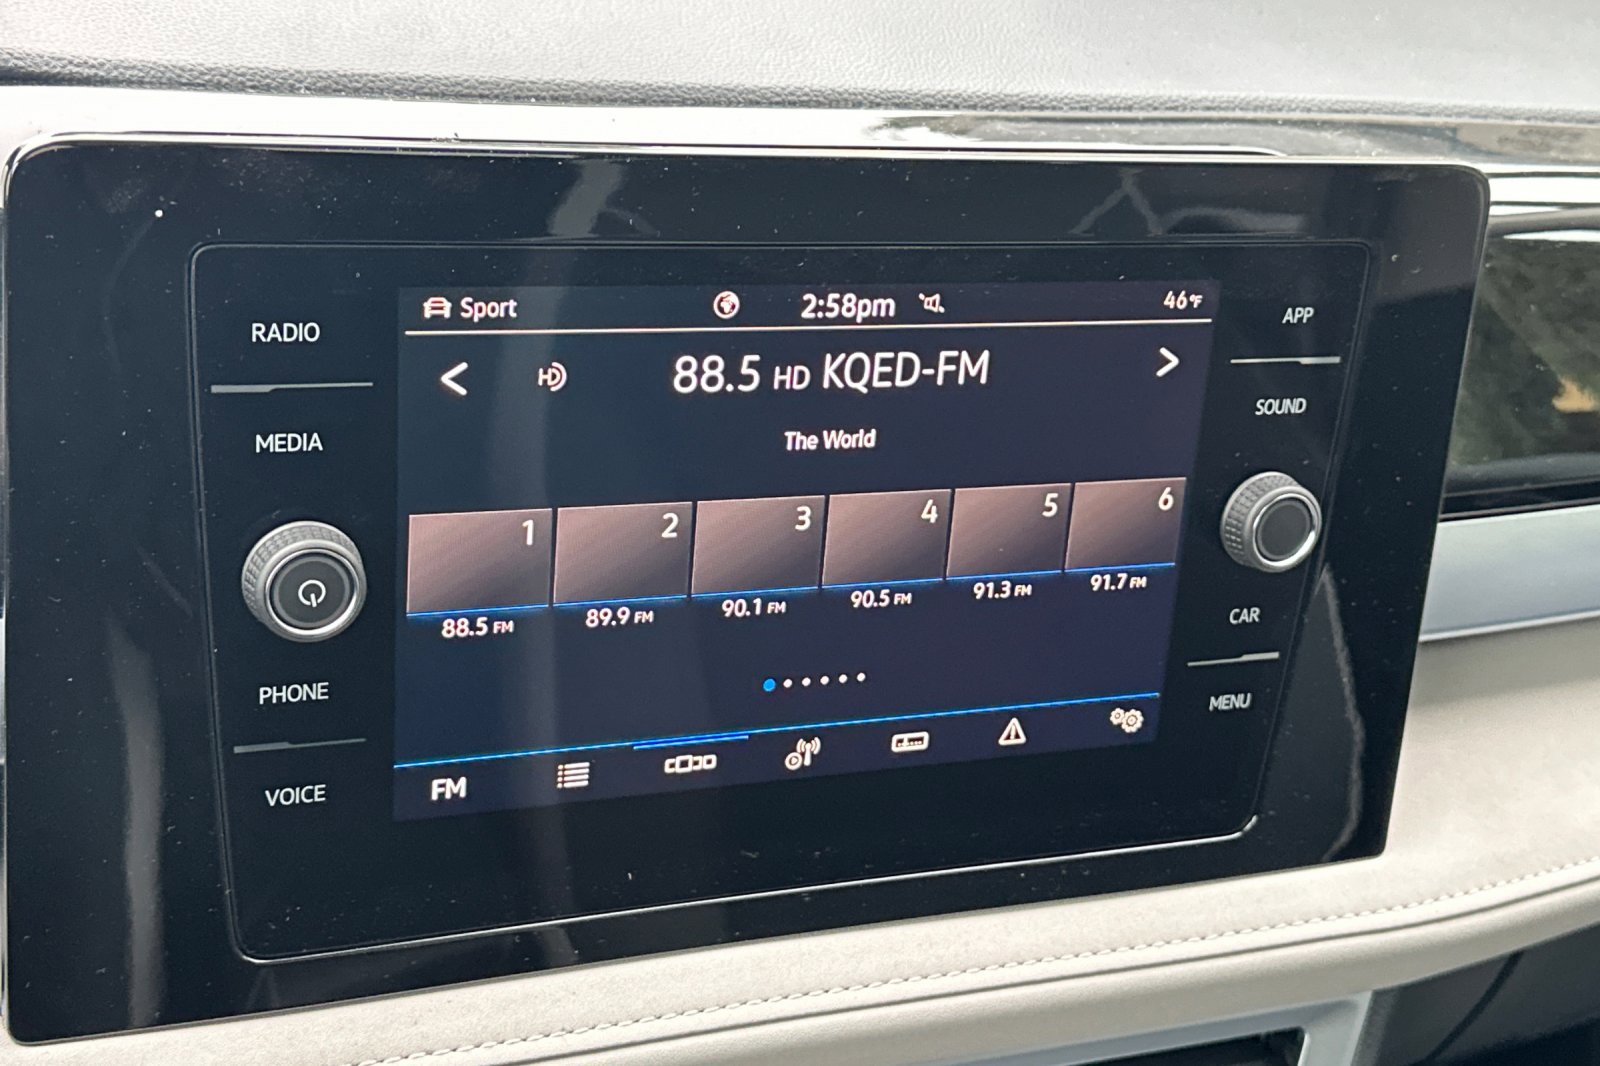 RADIO
MEDIA
PHONE
VOICE
Sport
2:58pm
46°F
HD
88.5 HD KQED-FM
The World
1
2
3
4
5
6
88.5 FM
89.9 FM
90.1 FM
90.5 FM
91.3 FM
91.7 FM
FM
APP
SOUND
CAR
MENU